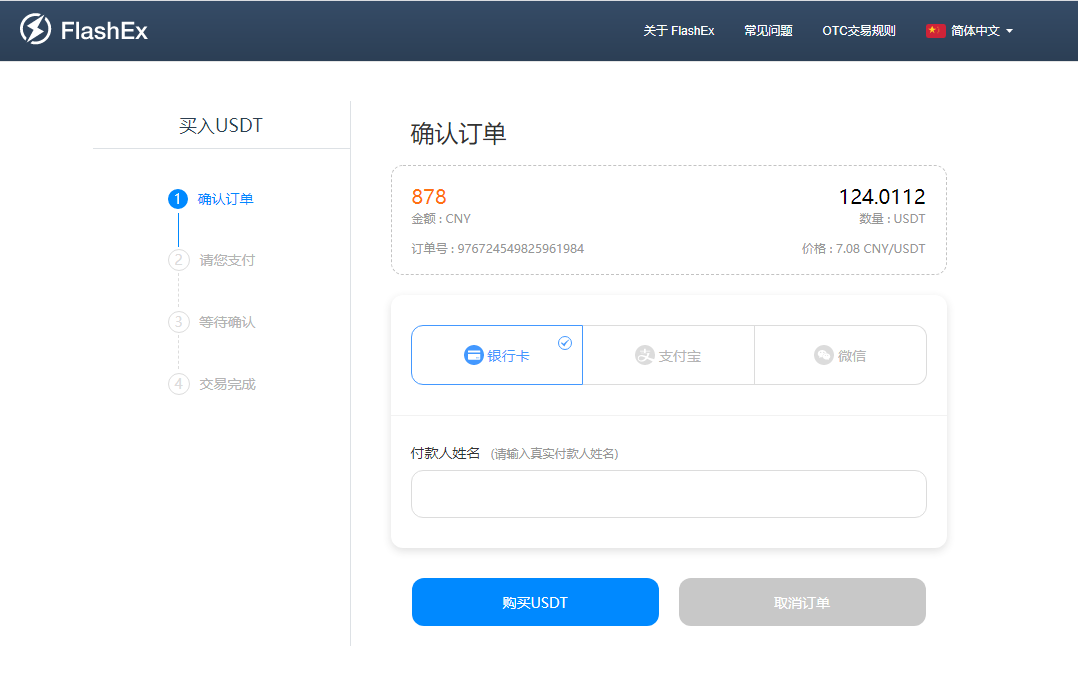 FlashEx
关于 FlashEx
常见问题
OTC交易规则
简体中文
买入USDT
1 确认订单
2 请您支付
3 等待确认
4 交易完成
确认订单
878
124.0112
金额 : CNY
数量 : USDT
订单号 : 976724549825961984
价格 : 7.08 CNY/USDT
银行卡
支付宝
微信
付款人姓名 (请输入真实付款人姓名)
购买USDT
取消订单